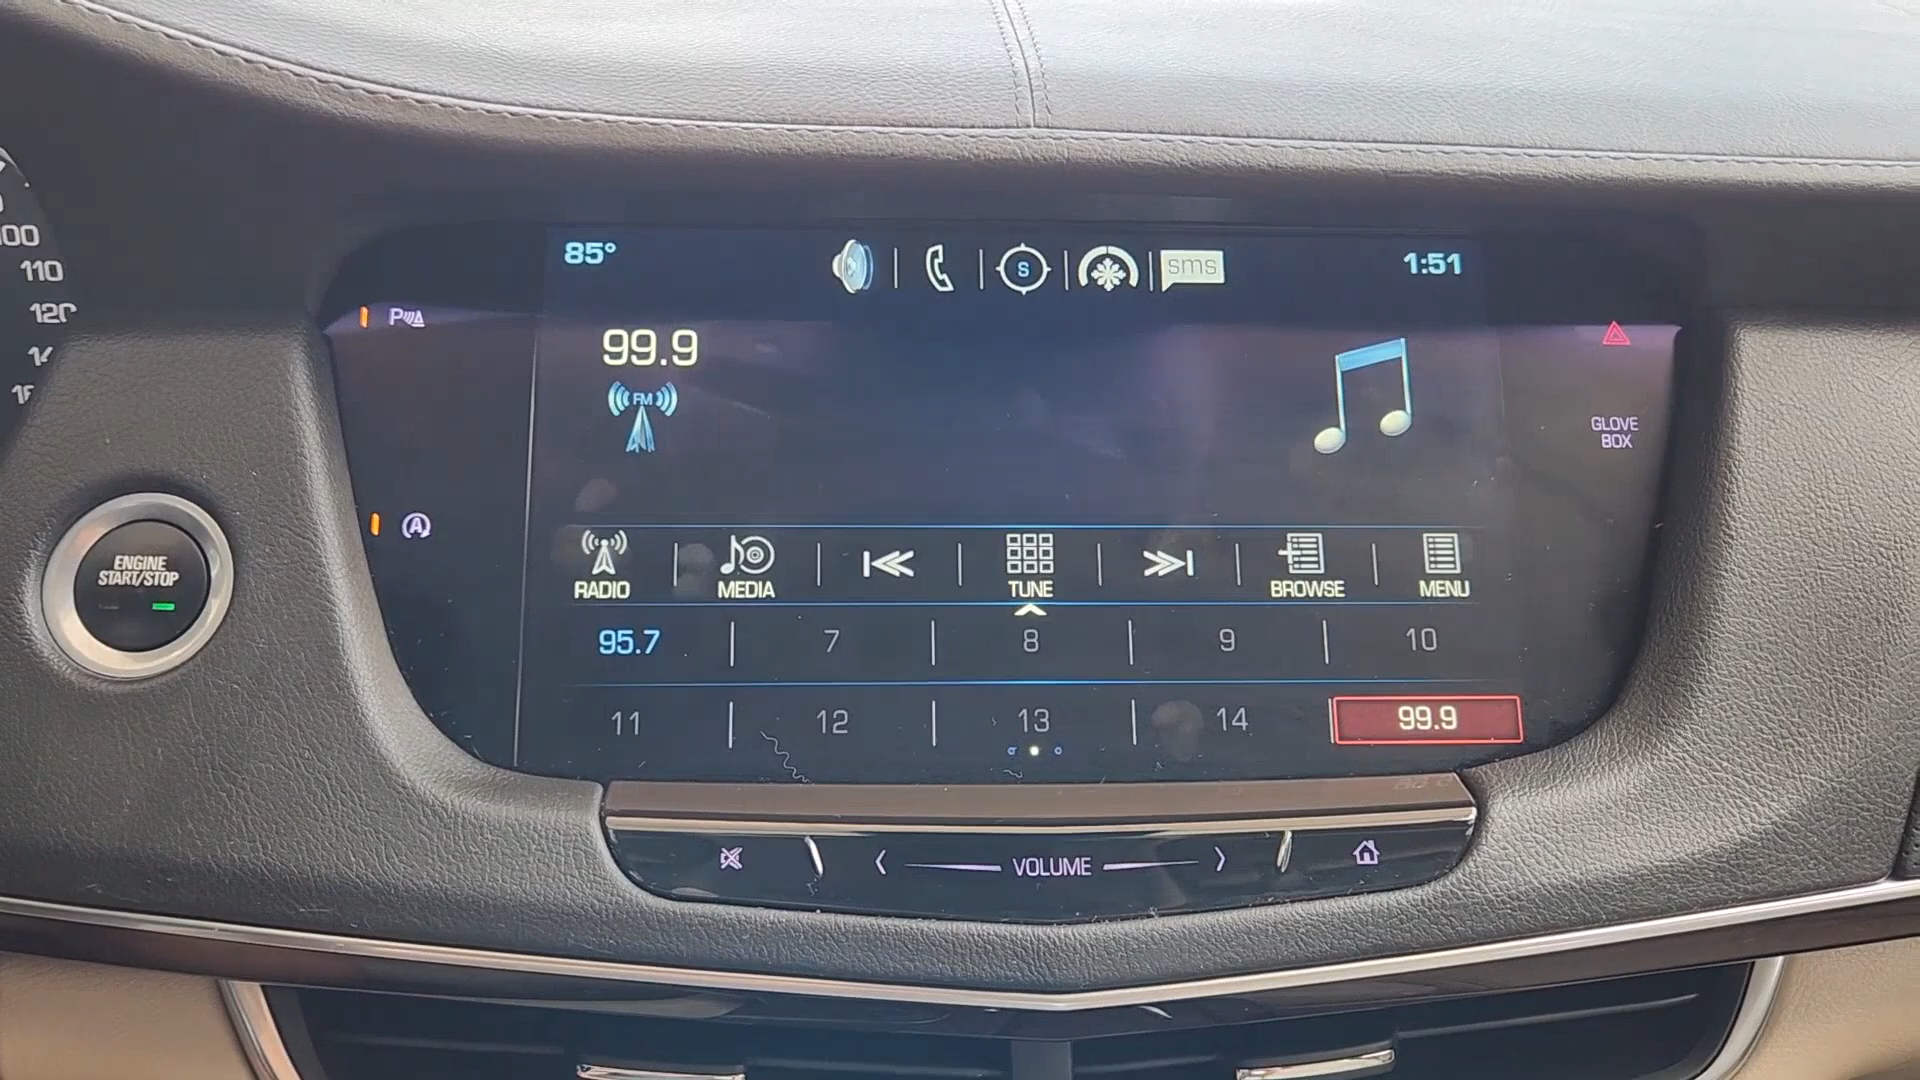 85°
S
sms
1:51
100
110
120
P
99.9
FM
GLOVE
BOX
A
ENGINE
START/STOP
RADIO
MEDIA
TUNE
BROWSE
MENU
95.7
7
8
9
10
11
12
13
14
99.9
VOLUME